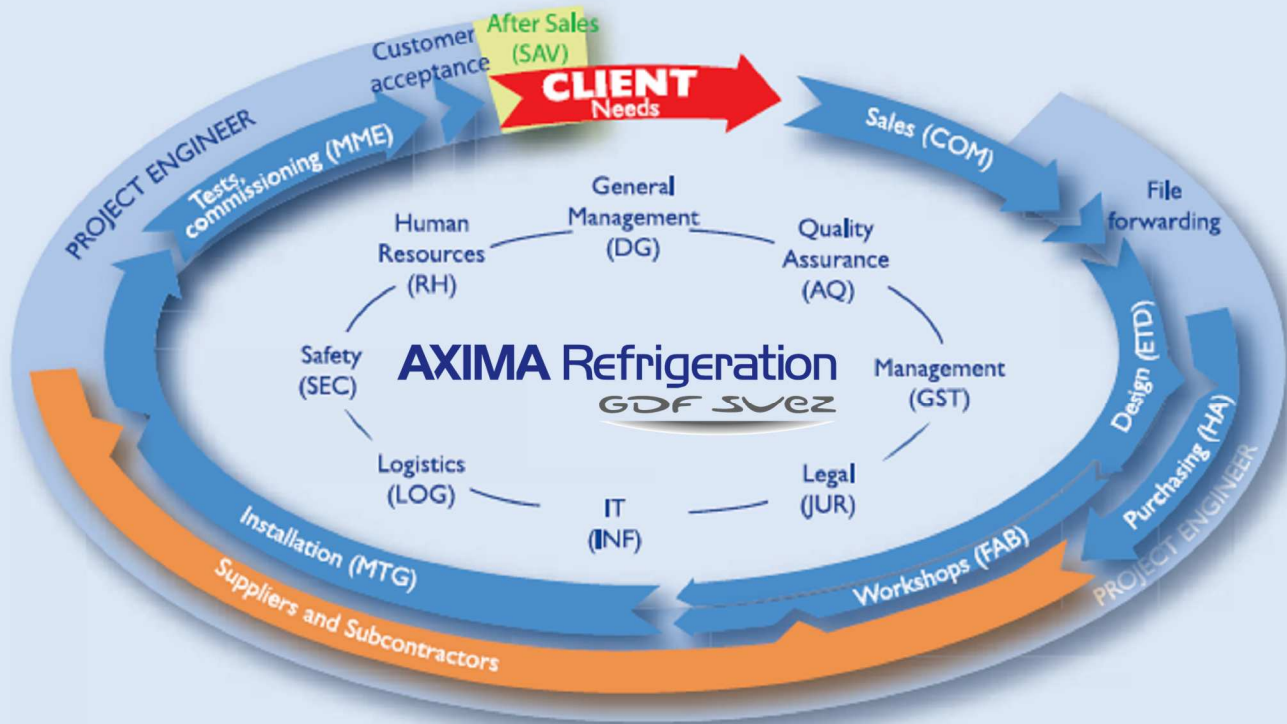 After Sales
(SAV)
Customer
acceptance
CLIENT
Needs
Sales (COM)
File
forwarding
PROJECT ENGINEER
Tests,
commissioning (MME)
General
Management
(DG)
Human
Resources
(RH)
Quality
Assurance
(AQ)
Safety
(SEC)
AXIMA Refrigeration
GDF SUEZ
Management
(GST)
Design (ETD)
Purchasing (HA)
PROJECT ENGINEER
Logistics
(LOG)
IT
(INF)
Legal
(JUR)
Workshops (FAB)
Installation (MTG)
Suppliers and Subcontractors